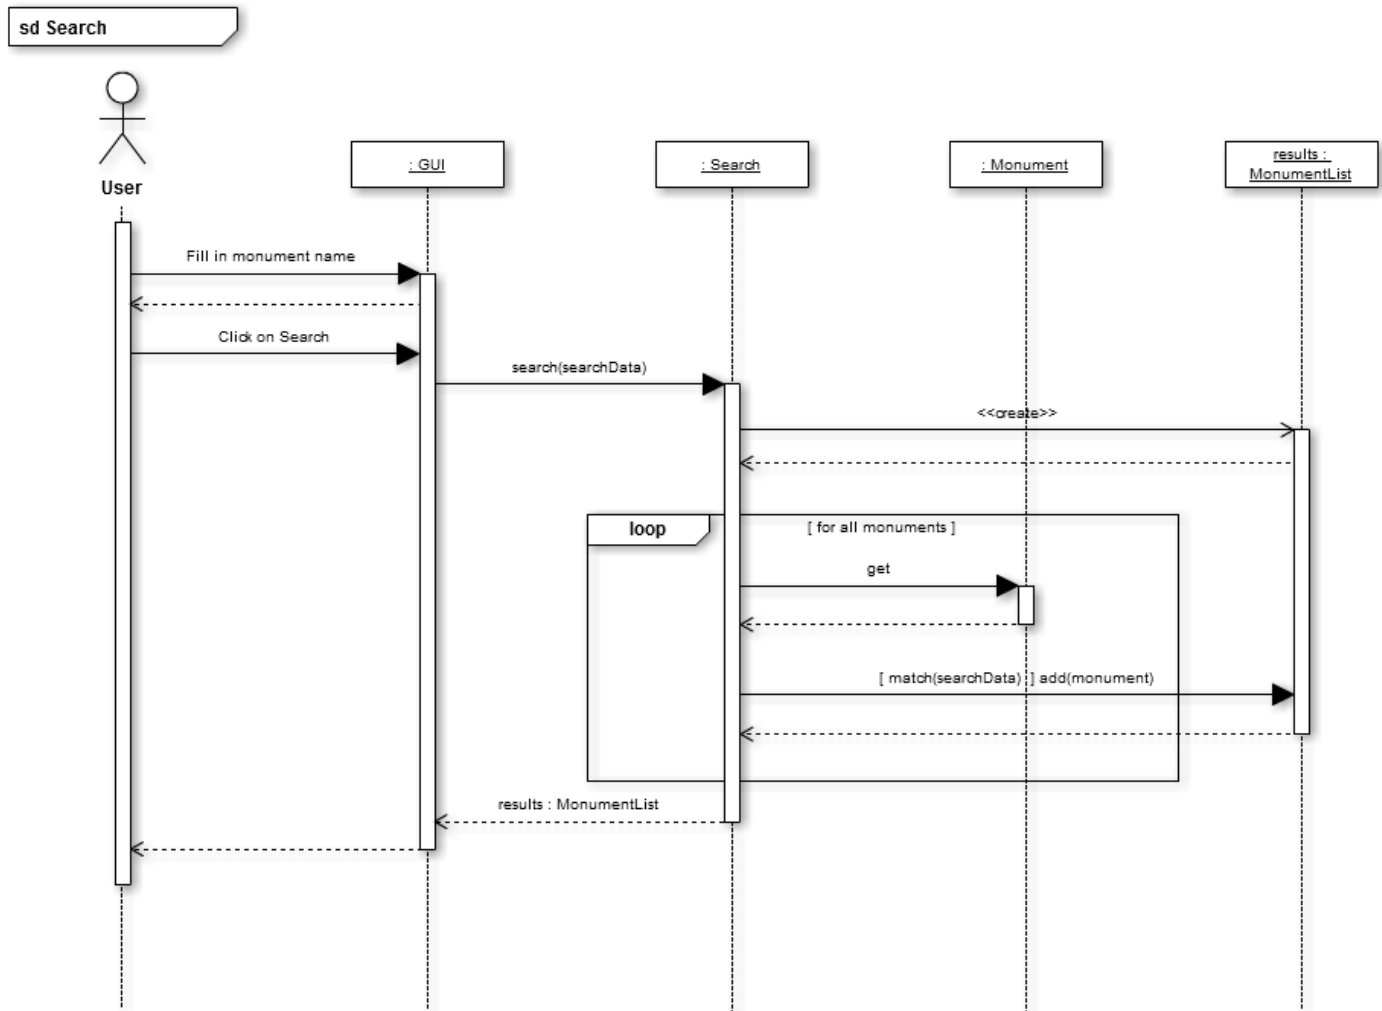 sd Search
User
: GUI
: Search
: Monument
results :
MonumentList
Fill in monument name
Click on Search
search(searchData)
<<create>>
loop
[ for all monuments ]
get
[ match(searchData) ] add(monument)
results : MonumentList